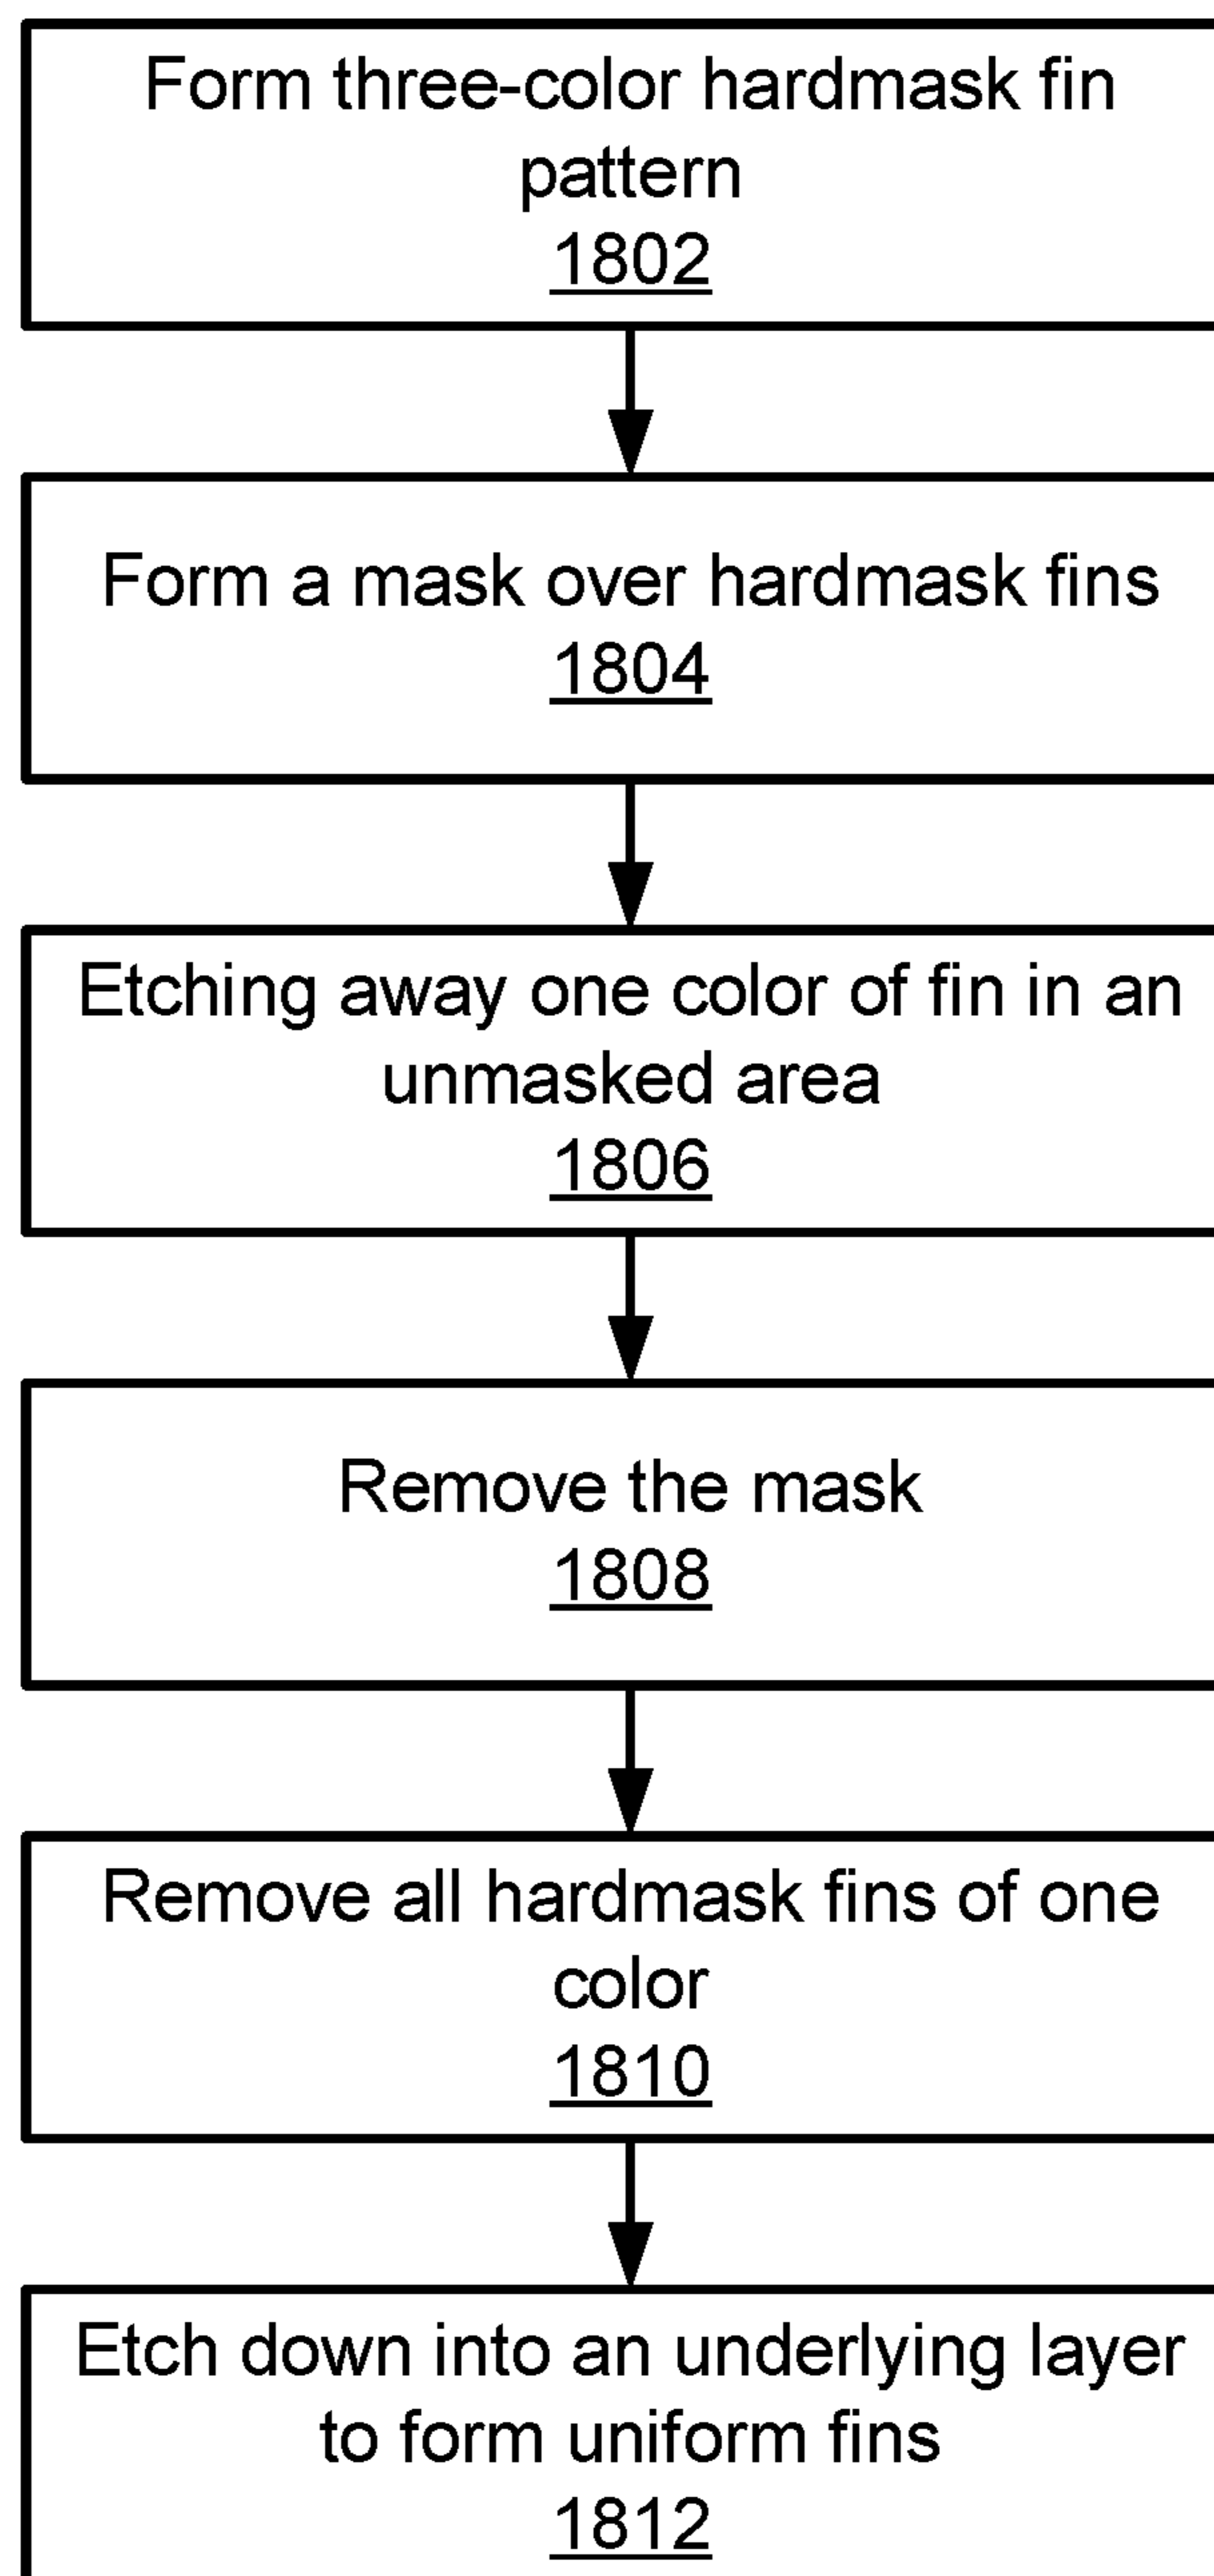 Form three-color hardmask fin
pattern
1802
Form a mask over hardmask fins
1804
Etching away one color of fin in an
unmasked area
1806
Remove the mask
1808
Remove all hardmask fins of one
color
1810
Etch down into an underlying layer
to form uniform fins
1812